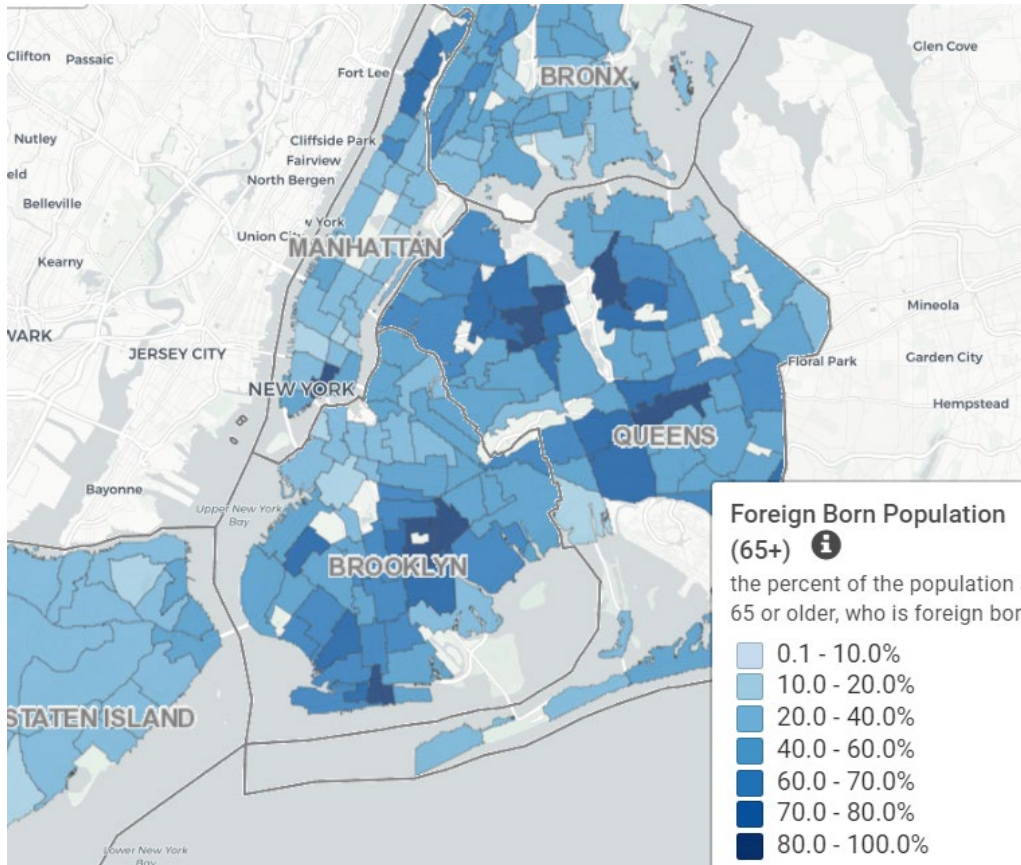 Clifton
Passaic
Glen Cove
Fort Lee
BRONX
Nutley
Cliffside Park
eld
Fairview
North Bergen
Belleville
w York
Union City
MANHATTAN
Kearny
Mineola
WARK
JERSEY CITY
Floral Park
Garden City
NEW YORK
Hempstead
QUEENS
Bayonne
Upper New York
Bay
BROOKLYN
STATEN ISLAND
Lower New York
Bay
Foreign Born Population
(65+) i
the percent of the population a
65 or older, who is foreign bor
0.1 - 10.0%
10.0 - 20.0%
20.0 - 40.0%
40.0 - 60.0%
60.0 - 70.0%
70.0 - 80.0%
80.0 - 100.0%